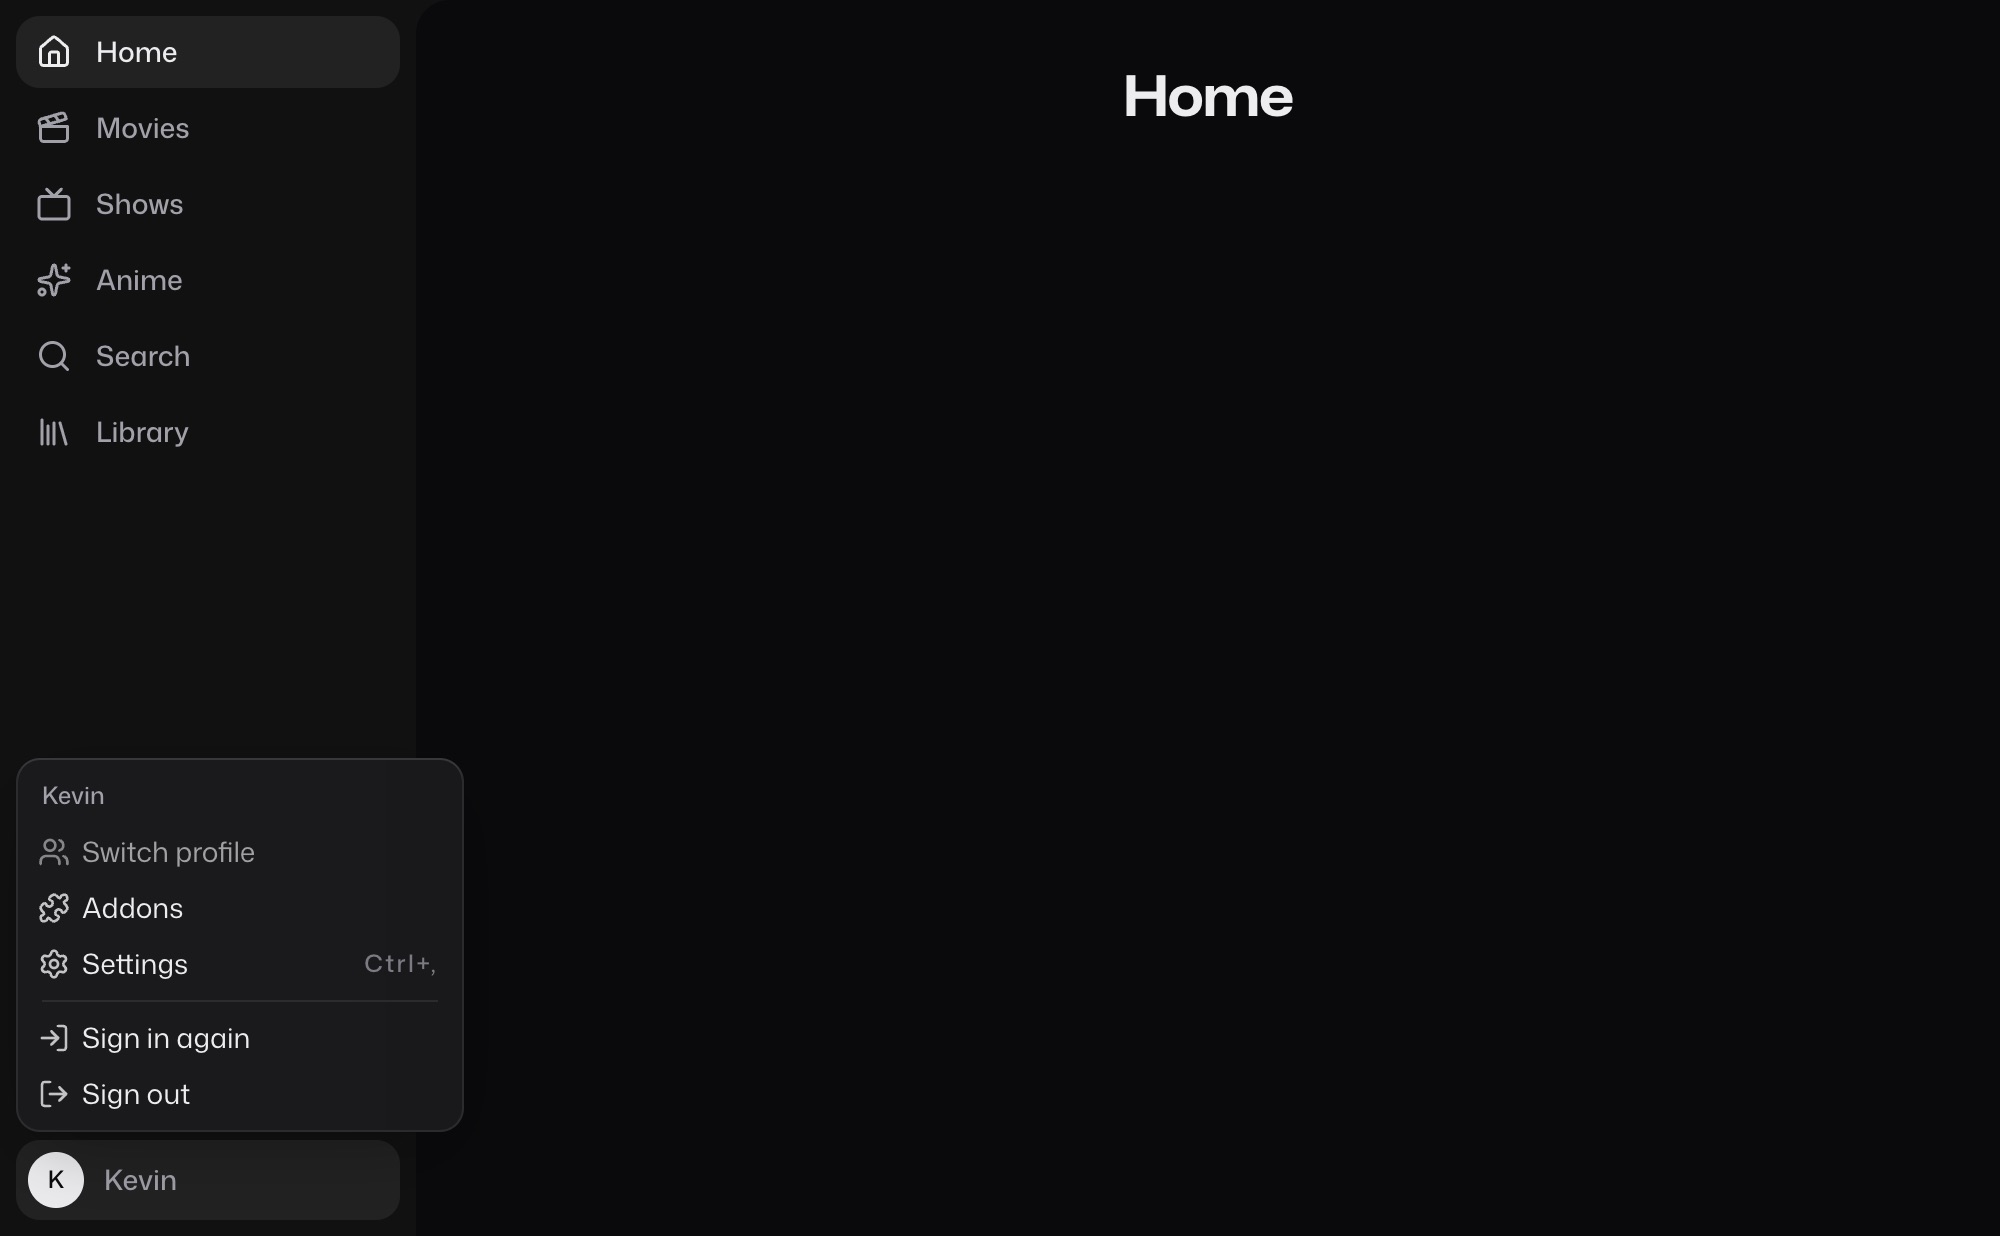 Home
Movies
Shows
Anime
Search
Library
Home
Kevin
Switch profile
Addons
Settings Ctrl+,
Sign in again
Sign out
K Kevin